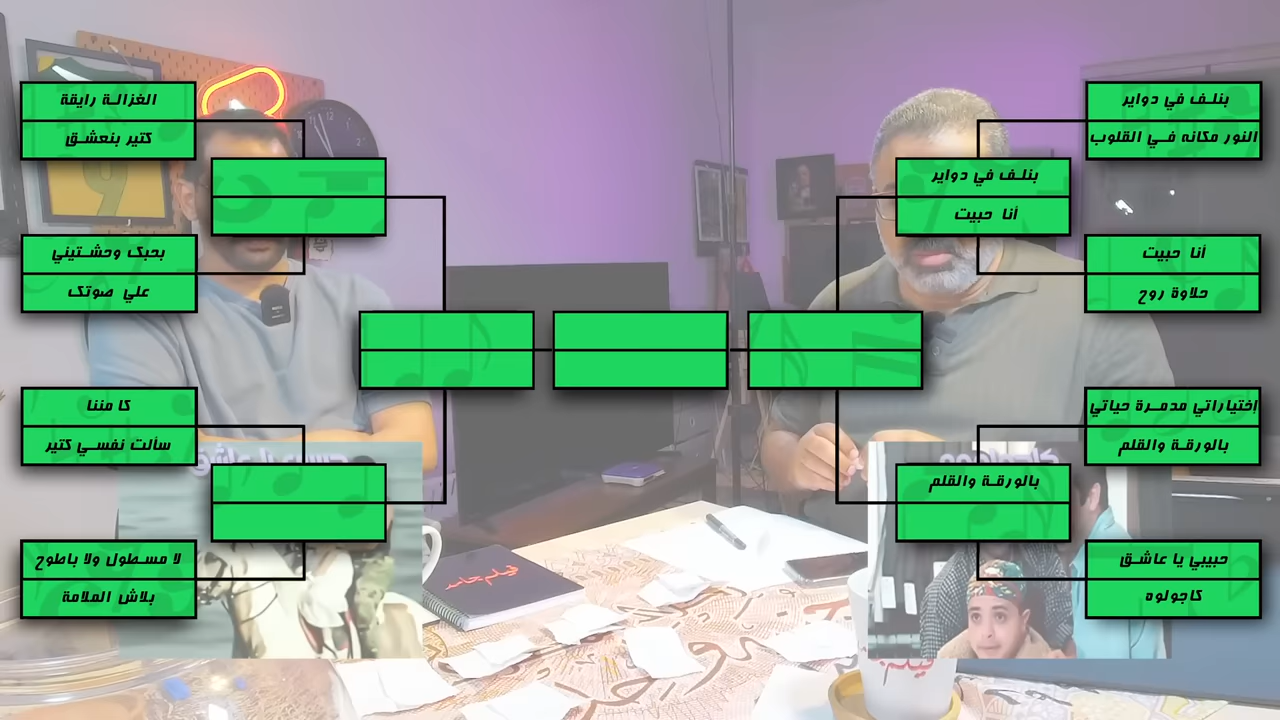 الغزالة رايقة
كتير بنعشق
بحبك وحشتيني
علي صوتك
كا مننا
سألت نفسي كتير
لا مسطول ولا باطوح
بلاش الملامة
بنلف في دواير
النور مكانه في القلوب
أنا حبيت
حلاوة روح
إختياراتي مدمرة حياتي
بالورقة والقلم
حبيبي يا عاشق
كاجولوه
بنلف في دواير
أنا حبيت
بالورقة والقلم
فيلم جامد